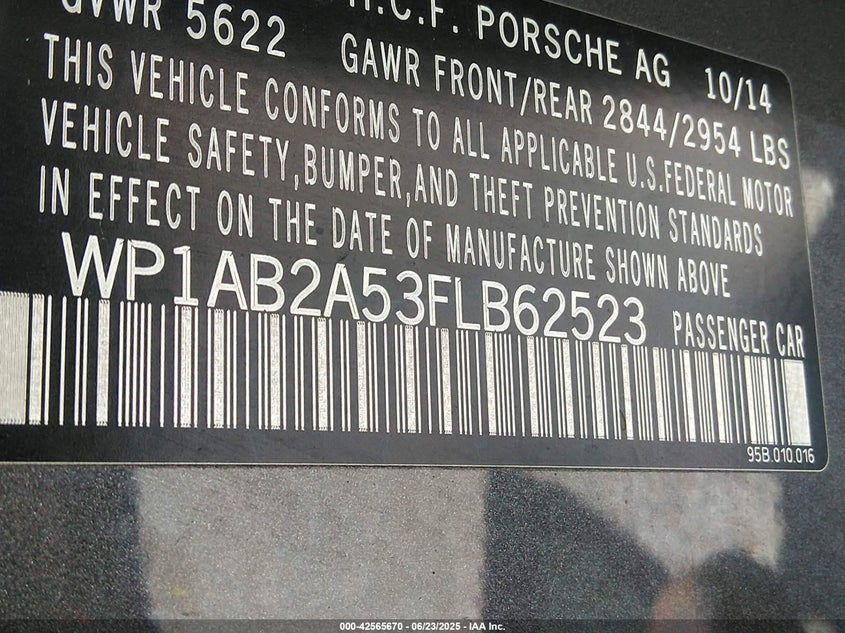 DR. ING. H.C.F. PORSCHE AG 10/14
GVWR 5622 GAWR FRONT/REAR 2844/2954 LBS
THIS VEHICLE CONFORMS TO ALL APPLICABLE U.S.FEDERAL MOTOR
VEHICLE SAFETY,BUMPER,AND THEFT PREVENTION STANDARDS
IN EFFECT ON THE DATE OF MANUFACTURE SHOWN ABOVE
WP1AB2A53FLB62523 PASSENGER CAR
95B.010.016
000-42565670 - 06/23/2025 - IAA Inc.